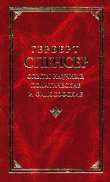 ГЕРБЕРТ
СПЕНСЕР
ОПЫТЫ НАУЧНЫЕ,
ПОЛИТИЧЕСКИЕ
И ФИЛОСОФСКИЕ